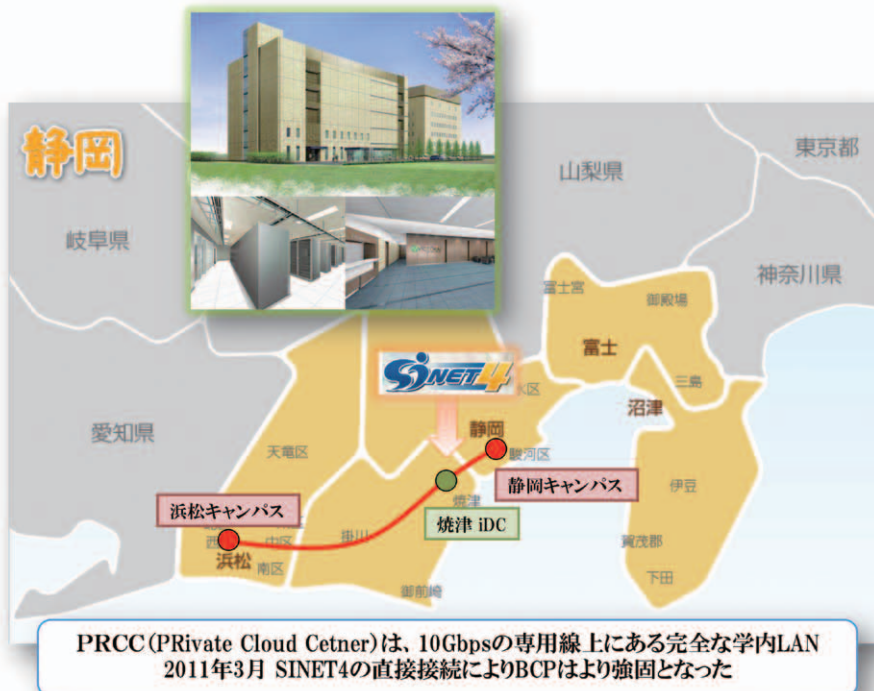 静岡
岐阜県
山梨県
東京都
神奈川県
富士宮
御殿場
富士
SINET4
水区
三島
沼津
愛知県
静岡
天竜区
駿河区
静岡キャンパス
伊豆
焼津
浜松キャンパス
焼津 iDC
掛川
西
中区
賀茂郡
浜松
南区
御前崎
下田
PRCC(PRivate Cloud Cetner)は、10Gbpsの専用線上にある完全な学内LAN
2011年3月 SINET4の直接接続によりBCPはより強固となった